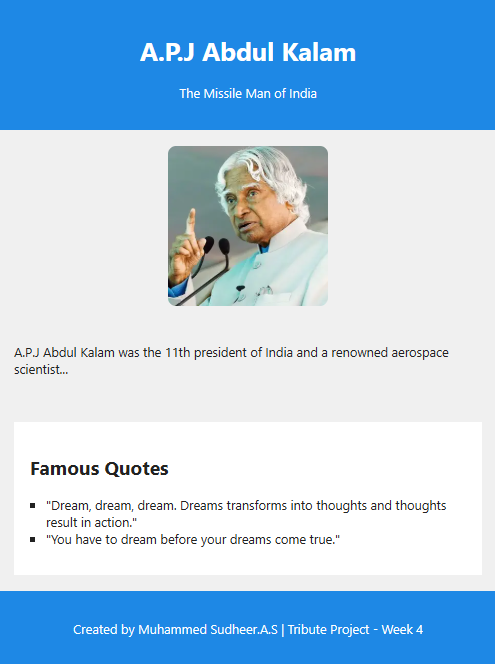 A.P.J Abdul Kalam
The Missile Man of India
A.P.J Abdul Kalam was the 11th president of India and a renowned aerospace
scientist...
Famous Quotes
"Dream, dream, dream. Dreams transforms into thoughts and thoughts
result in action."
"You have to dream before your dreams come true."
Created by Muhammed Sudheer.A.S | Tribute Project - Week 4